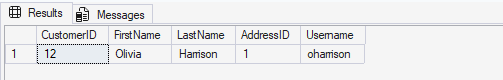 Results Messages
CustomerID FirstName LastName AddressID Username
1 12 Olivia Harrison 1 oharrison